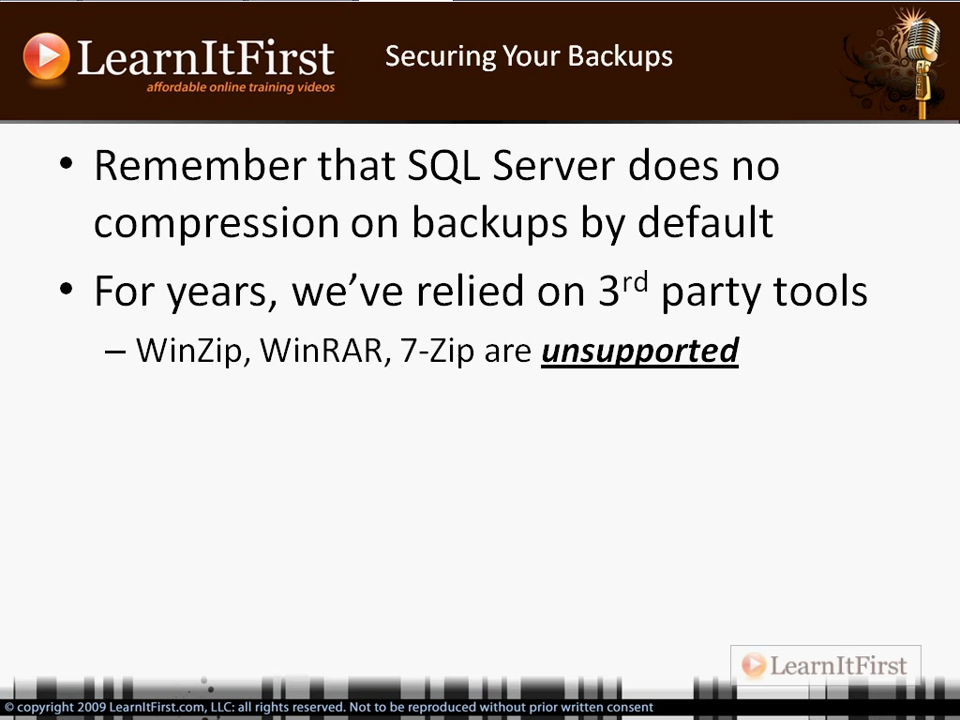 LearnItFirst
affordable online training videos
Securing Your Backups
• Remember that SQL Server does no
compression on backups by default
• For years, we’ve relied on 3rd party tools
– WinZip, WinRAR, 7-Zip are unsupported
LearnItFirst
© copyright 2009 LearnItFirst.com, LLC: all rights reserved. Not to be reproduced without prior written consent